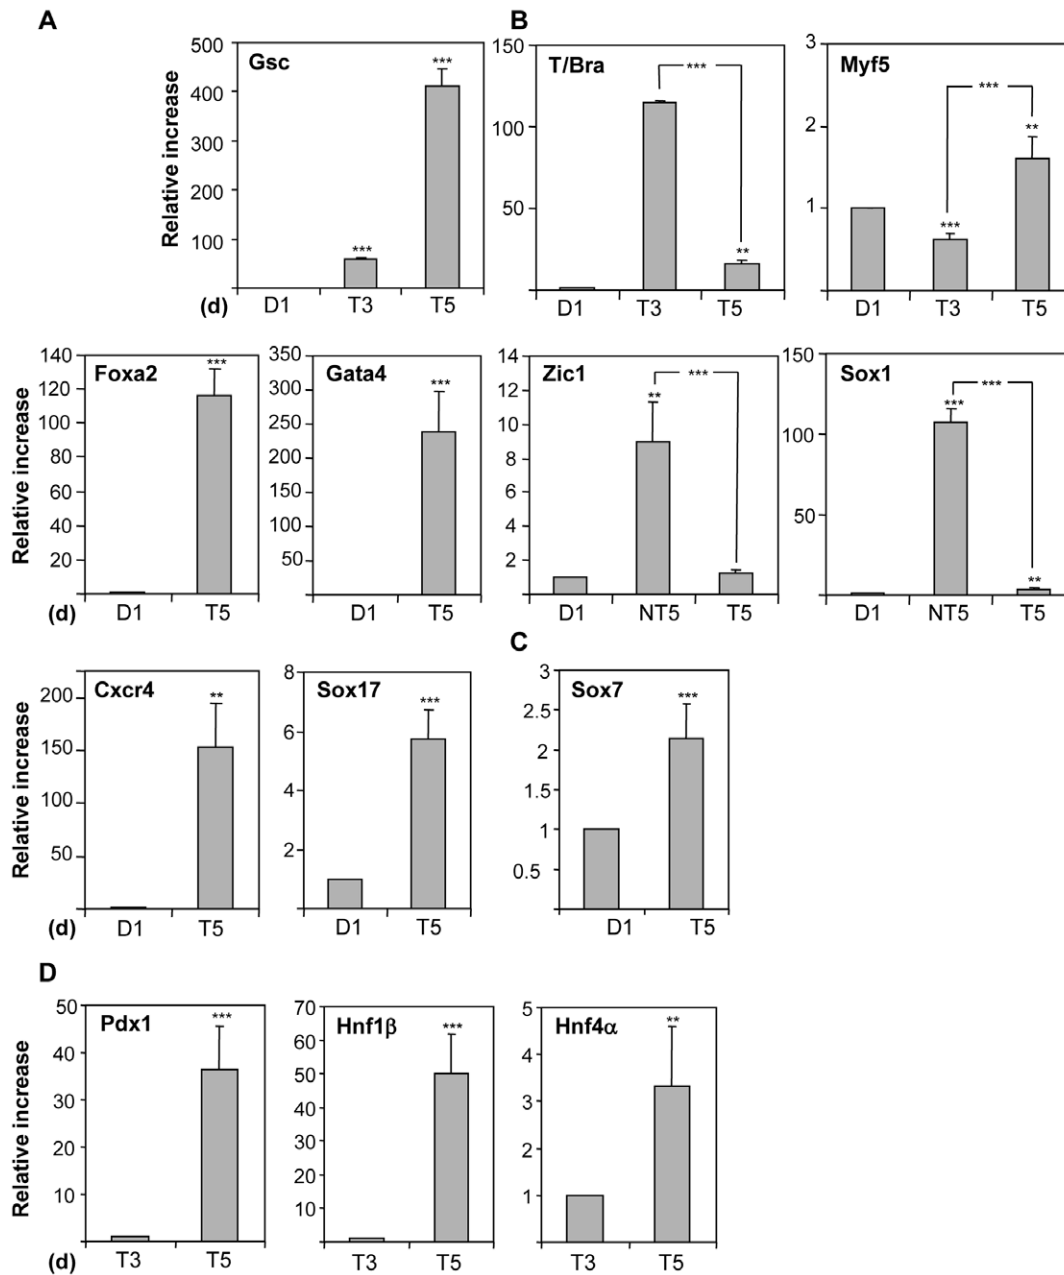 A
B
500
400
300
200
100
Relative increase
Gsc
***
***
(d)
D1
T3
T5
150
100
50
T/Bra
***
**
D1
T3
T5
3
2
1
Myf5
***
**
***
D1
T3
T5
140
120
100
80
60
40
20
Relative increase
Foxa2
***
(d)
D1
T5
350
300
250
200
150
100
50
Gata4
***
D1
T5
14
12
10
8
6
4
2
Zic1
***
**
D1
NT5
T5
150
100
50
Sox1
***
***
**
D1
NT5
T5
C
200
150
100
50
Relative increase
Cxcr4
**
(d)
D1
T5
8
6
4
2
Sox17
***
D1
T5
3
2.5
2
1.5
1
0.5
Sox7
***
D1
T5
D
50
40
30
20
10
Relative increase
Pdx1
***
(d)
T3
T5
70
60
50
40
30
20
10
Hnf1β
***
T3
T5
5
4
3
2
1
Hnf4α
**
T3
T5